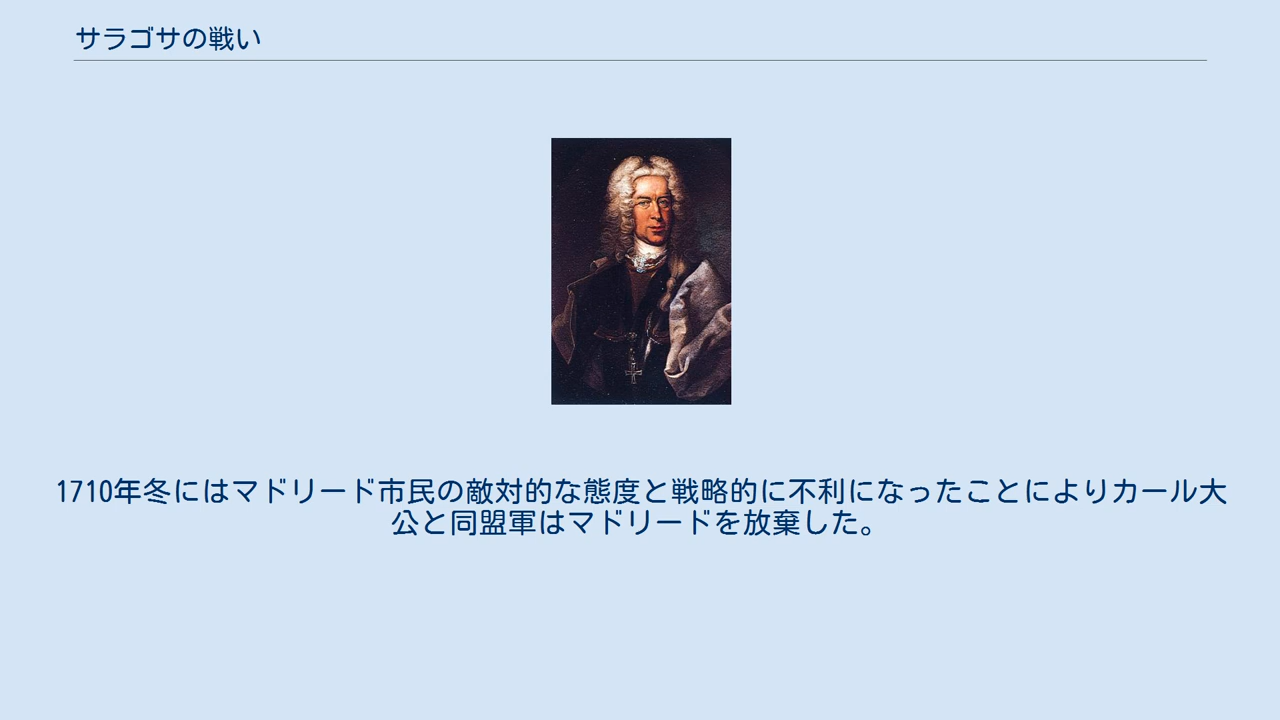 サラゴサの戦い
1710年冬にはマドリード市民の敵対的な態度と戦略的に不利になったことによりカール大
公と同盟軍はマドリードを放棄した。